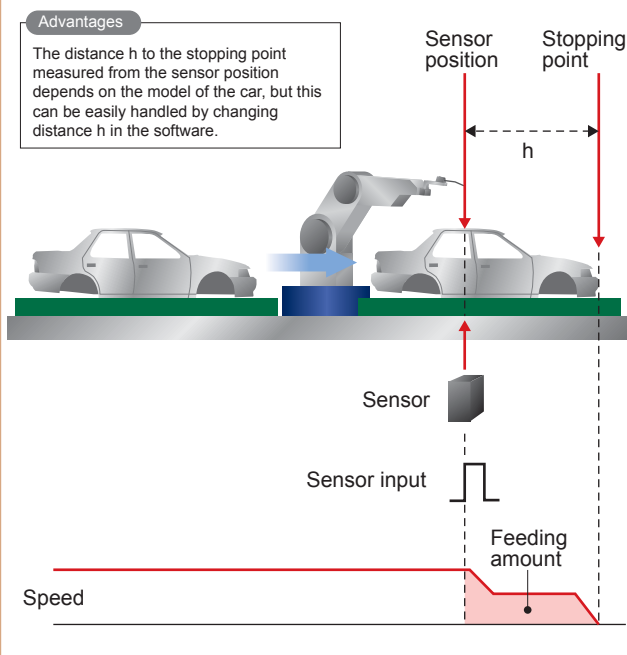 Advantages
The distance h to the stopping point
measured from the sensor position
depends on the model of the car, but this
can be easily handled by changing
distance h in the software.
Sensor
position
Stopping
point
h
Sensor
Sensor input
Feeding
amount
Speed